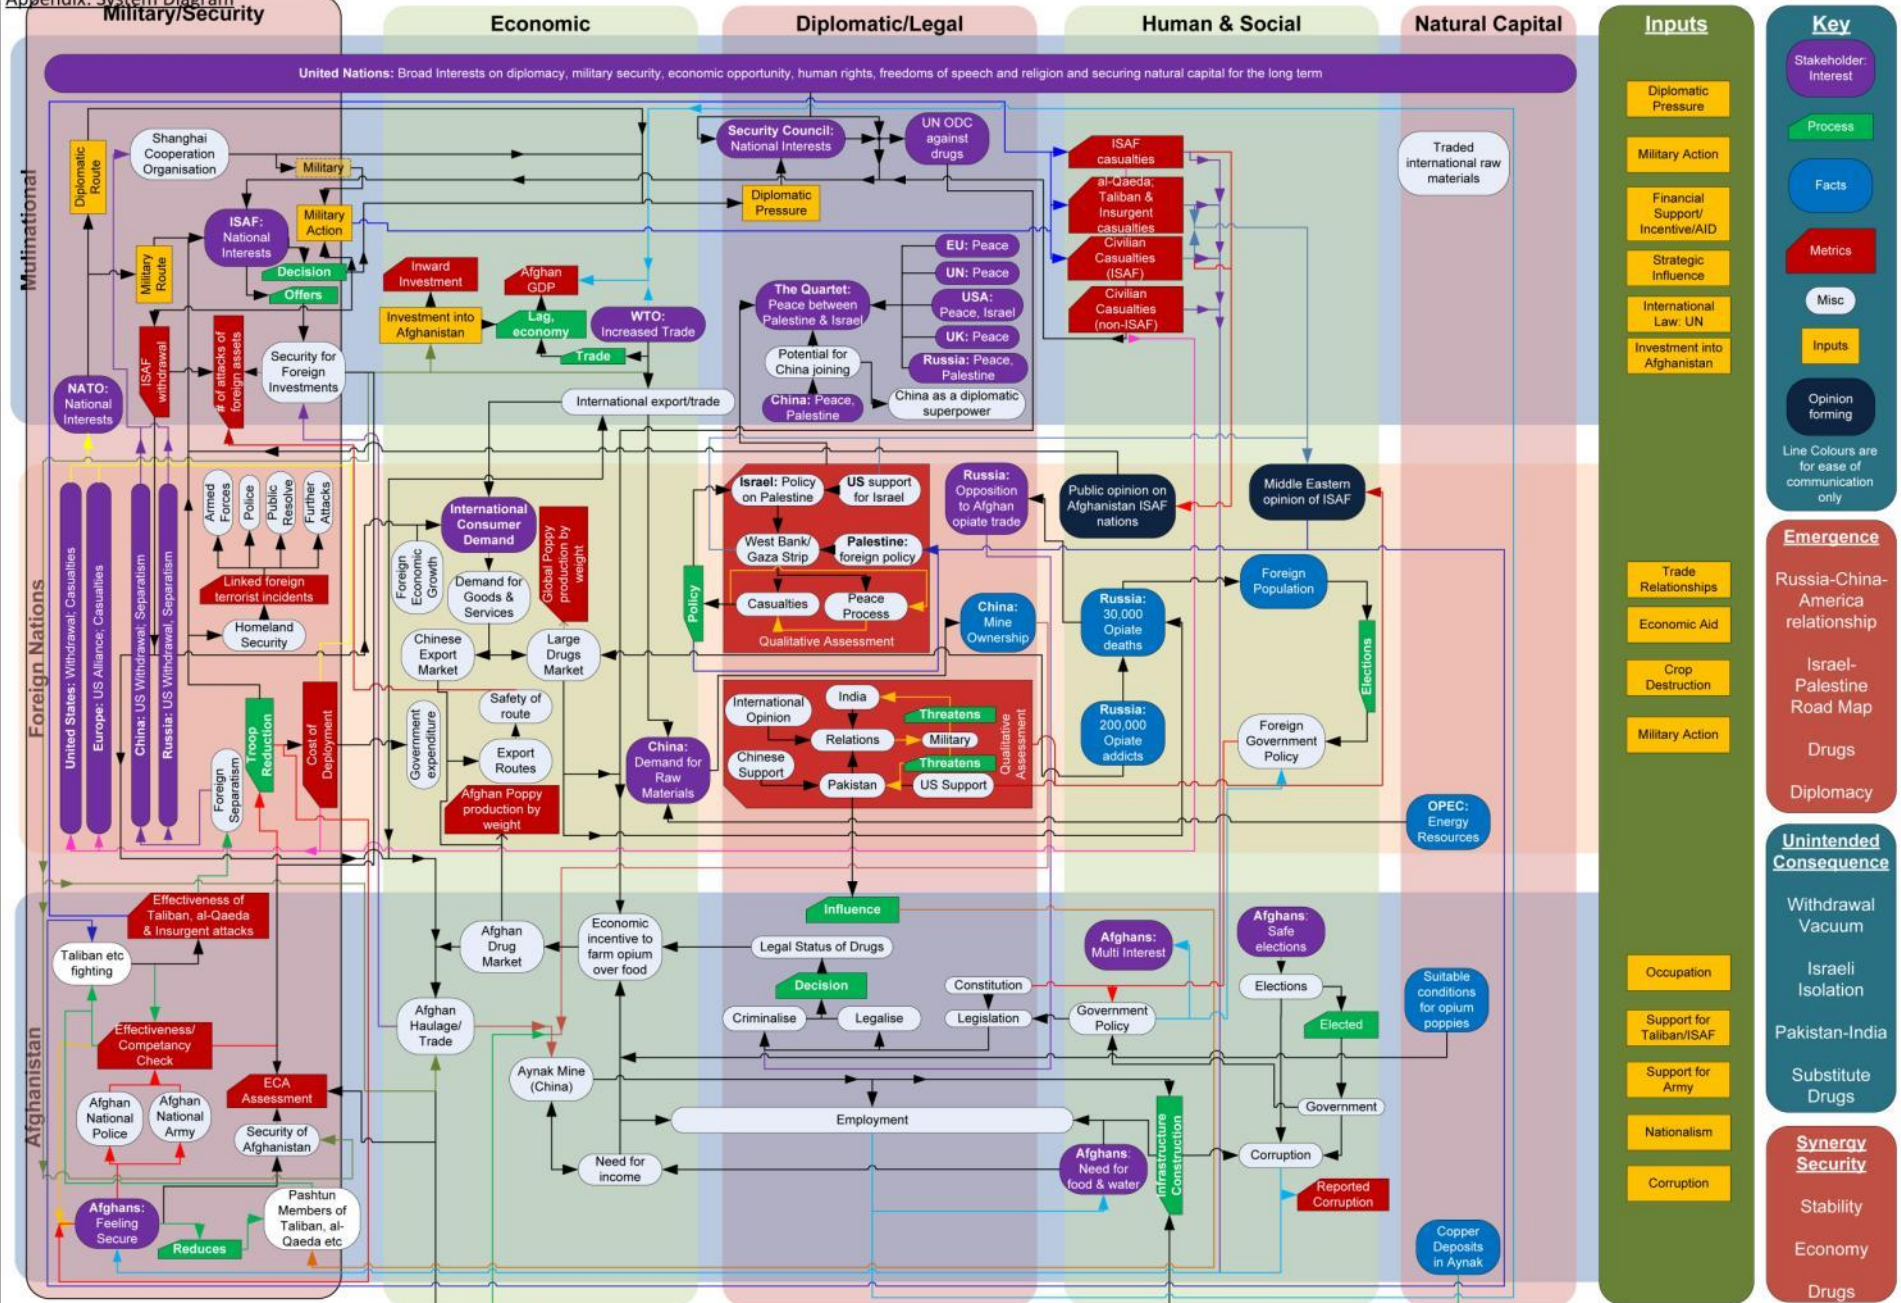 Appendix: System Diagram
Military/Security
Economic
Diplomatic/Legal
Human & Social
Natural Capital
Inputs
Key
Mulinational
United Nations: Broad Interests on diplomacy, military security, economic opportunity, human rights, freedoms of speech and religion and securing natural capital for the long term
Diplomatic
Route
Shanghai
Cooperation
Organisation
Military
ISAF:
National
Interests
Military
Action
Military
Route
Decision
Offers
ISAF
withdrawal
# of attacks of
foreign assets
Security for
Foreign
Investments
NATO:
National
Interests
Inward
Investment
Afghan
GDP
Investment into
Afghanistan
Lag,
economy
WTO:
Increased Trade
Trade
International export/trade
Security Council:
National Interests
UN ODC
against
drugs
Diplomatic
Pressure
EU: Peace
UN: Peace
The Quartet:
Peace between
Palestine & Israel
USA:
Peace, Israel
UK: Peace
Potential for
China joining
Russia: Peace,
Palestine
China: Peace,
Palestine
China as a diplomatic
superpower
ISAF
casualties
al-Qaeda;
Taliban &
Insurgent
casualties
Civilian
Casualties
(ISAF)
Civilian
Casualties
(non-ISAF)
Traded
international raw
materials
Foreign Nations
United States: Withdrawal; Casualties
Europe: US Alliance; Casualties
China: US Withdrawal; Separatism
Russia: US Withdrawal, Separatism
Armed
Forces
Police
Public
Resolve
Further
Attacks
Linked foreign
terrorist incidents
Homeland
Security
Troop
Reduction
Cost of
Deployment
Foreign
Separatism
International
Consumer
Demand
Foreign
Economic
Growth
Demand for
Goods &
Services
Global Poppy
production by
weight
Chinese
Export
Market
Large
Drugs
Market
Safety of
route
Government
expenditure
Export
Routes
Afghan Poppy
production by
weight
China:
Demand for
Raw
Materials
Policy
Israel: Policy
on Palestine
US support
for Israel
West Bank/
Gaza Strip
Palestine:
foreign policy
Casualties
Peace
Process
Qualitative Assessment
Russia:
Opposition
to Afghan
opiate trade
China:
Mine
Ownership
International
Opinion
India
Threatens
Relations
Military
Chinese
Support
Threatens
Pakistan
US Support
Qualitative
Assessment
Public opinion on
Afghanistan ISAF
nations
Middle Eastern
opinion of ISAF
Foreign
Population
Russia:
30,000
Opiate
deaths
Elections
Russia:
200,000
Opiate
addicts
Foreign
Government
Policy
OPEC:
Energy
Resources
Afghanistan
Effectiveness of
Taliban, al-Qaeda
& Insurgent attacks
Taliban etc
fighting
Effectiveness/
Competancy
Check
Afghan
National
Police
Afghan
National
Army
ECA
Assessment
Security of
Afghanistan
Afghans:
Feeling
Secure
Reduces
Pashtun
Members of
Taliban, al-
Qaeda etc
Afghan
Drug
Market
Economic
incentive to
farm opium
over food
Afghan
Haulage/
Trade
Aynak Mine
(China)
Need for
income
Influence
Legal Status of Drugs
Decision
Criminalise
Legalise
Constitution
Legislation
Employment
Afghans:
Multi Interest
Government
Policy
Afghans:
Safe
elections
Elections
Elected
Government
Corruption
Reported
Corruption
Afghans:
Need for
food & water
Infrastructure
Construction
Suitable
conditions
for opium
poppies
Copper
Deposits
in Aynak
Diplomatic
Pressure
Military Action
Financial
Support/
Incentive/AID
Strategic
Influence
International
Law: UN
Investment into
Afghanistan
Trade
Relationships
Economic Aid
Crop
Destruction
Military Action
Occupation
Support for
Taliban/ISAF
Support for
Army
Nationalism
Corruption
Stakeholder:
Interest
Process
Facts
Metrics
Misc
Inputs
Opinion
forming
Line Colours are
for ease of
communication
only
Emergence
Russia-China-
America
relationship
Israel-
Palestine
Road Map
Drugs
Diplomacy
Unintended
Consequence
Withdrawal
Vacuum
Israeli
Isolation
Pakistan-India
Substitute
Drugs
Synergy
Security
Stability
Economy
Drugs